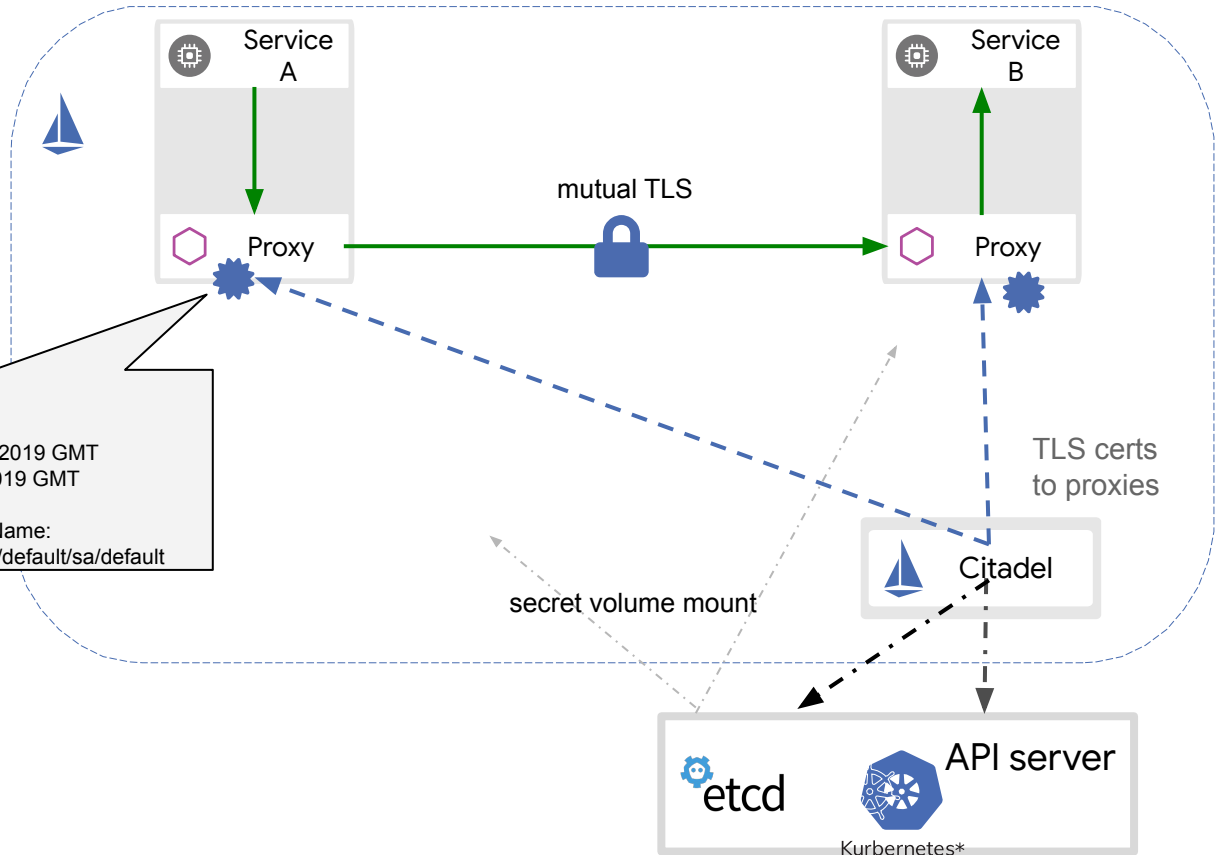 Service
A
Service
B
mutual TLS
Proxy
Proxy
2019 GMT
019 GMT
Name:
/default/sa/default
TLS certs
to proxies
Citadel
secret volume mount
API server
etcd
Kurbernetes*